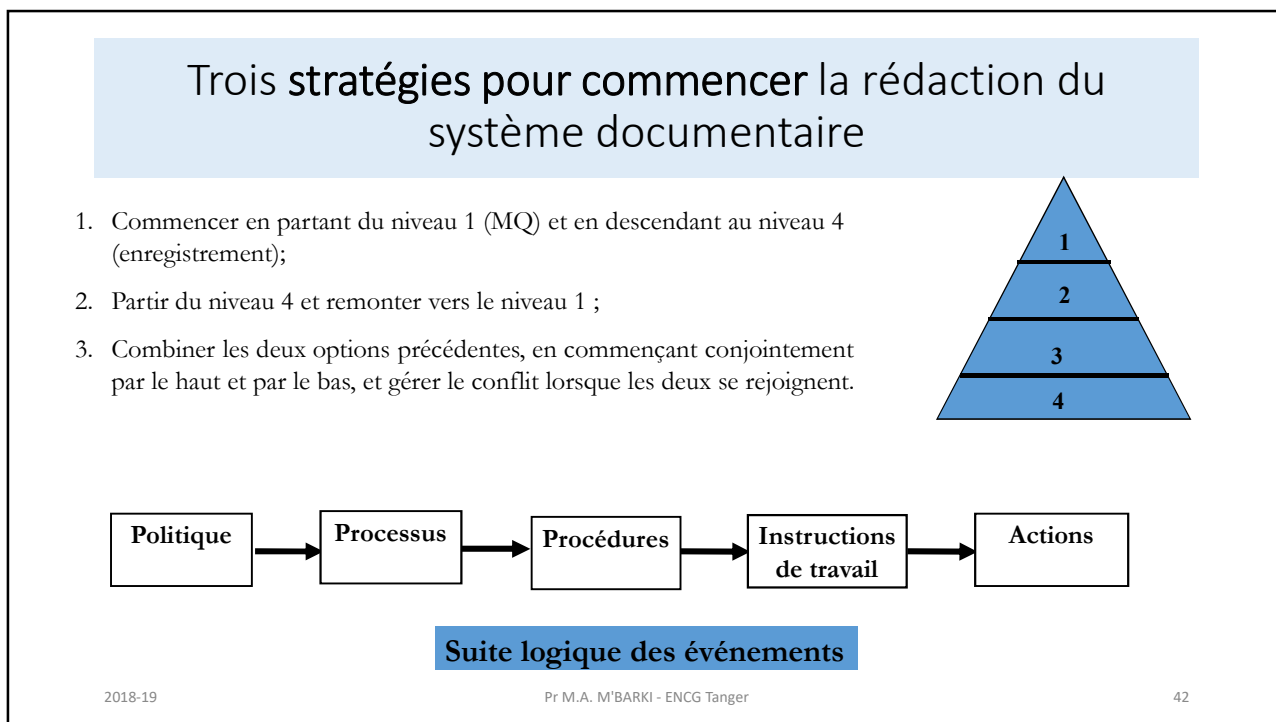 Trois stratégies pour commencer la rédaction du
système documentaire
1. Commencer en partant du niveau 1 (MQ) et en descendant au niveau 4
(enregistrement);
2. Partir du niveau 4 et remonter vers le niveau 1 ;
3. Combiner les deux options précédentes, en commençant conjointement
par le haut et par le bas, et gérer le conflit lorsque les deux se rejoignent.
1
2
3
4
Politique
Processus
Procédures
Instructions
de travail
Actions
Suite logique des événements
2018-19
Pr M.A. M'BARKI - ENCG Tanger
42